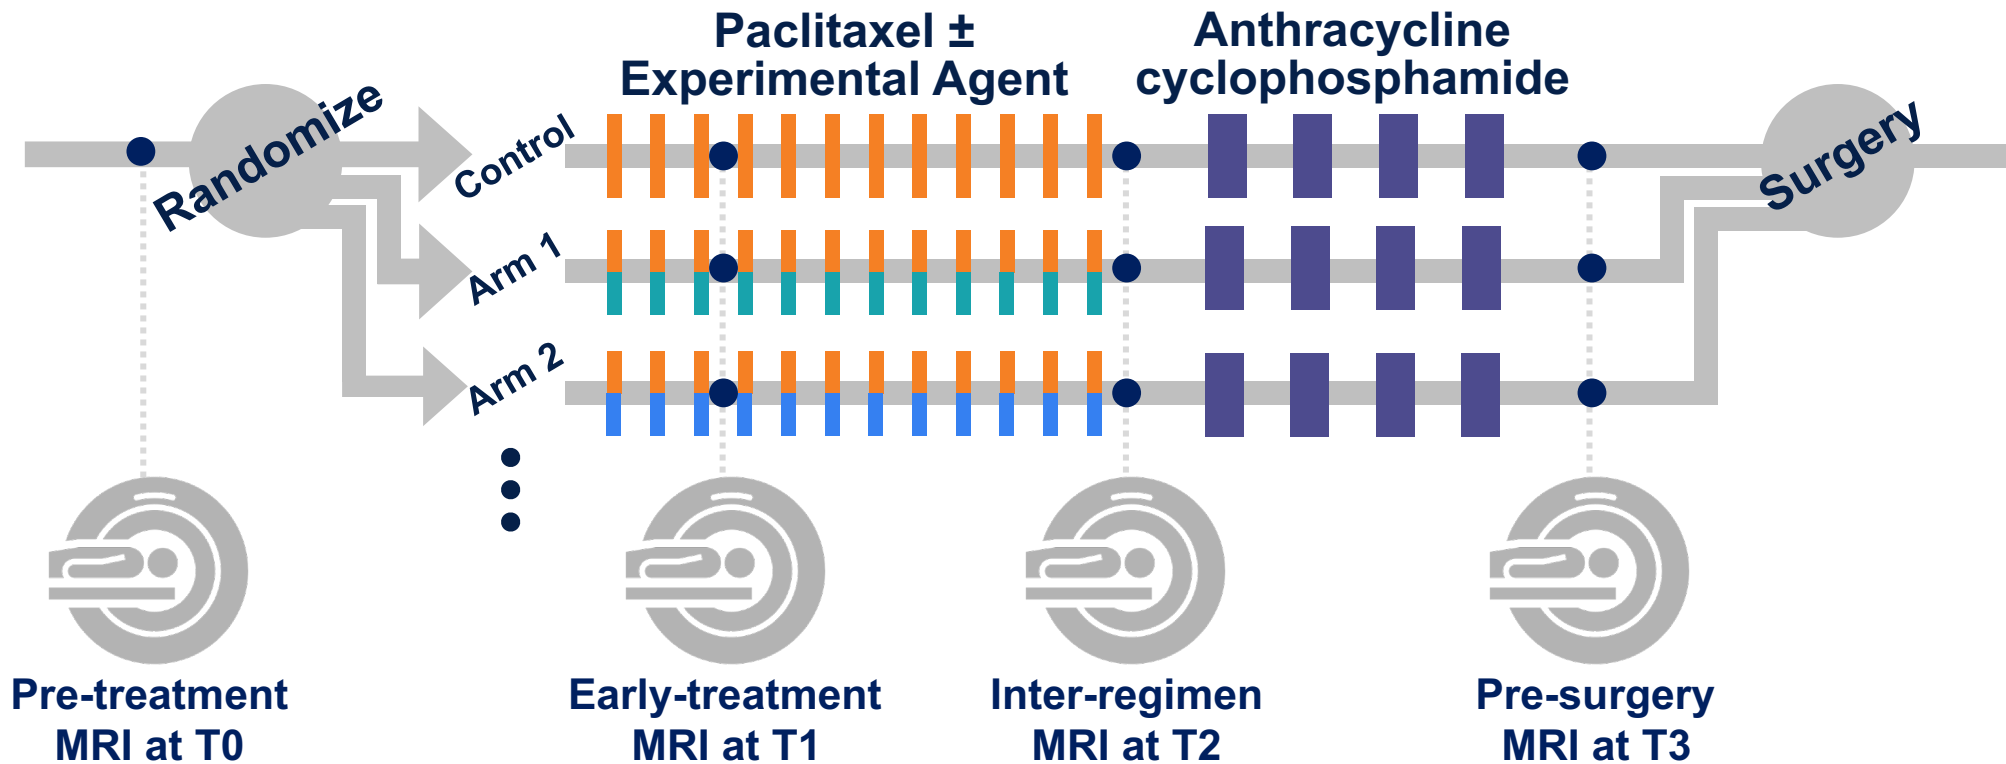 Paclitaxel ±
Experimental Agent
Anthracycline
cyclophosphamide
Randomize
Control
Arm 1
Arm 2
Surgery
Pre-treatment
MRI at T0
Early-treatment
MRI at T1
Inter-regimen
MRI at T2
Pre-surgery
MRI at T3